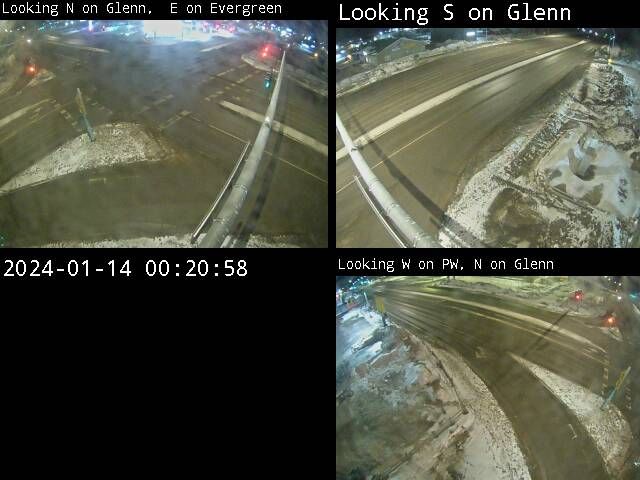 Looking N on Glenn,  E on Evergreen
Looking S on Glenn
2024-01-14 00:20:58
Looking W on PW, N on Glenn